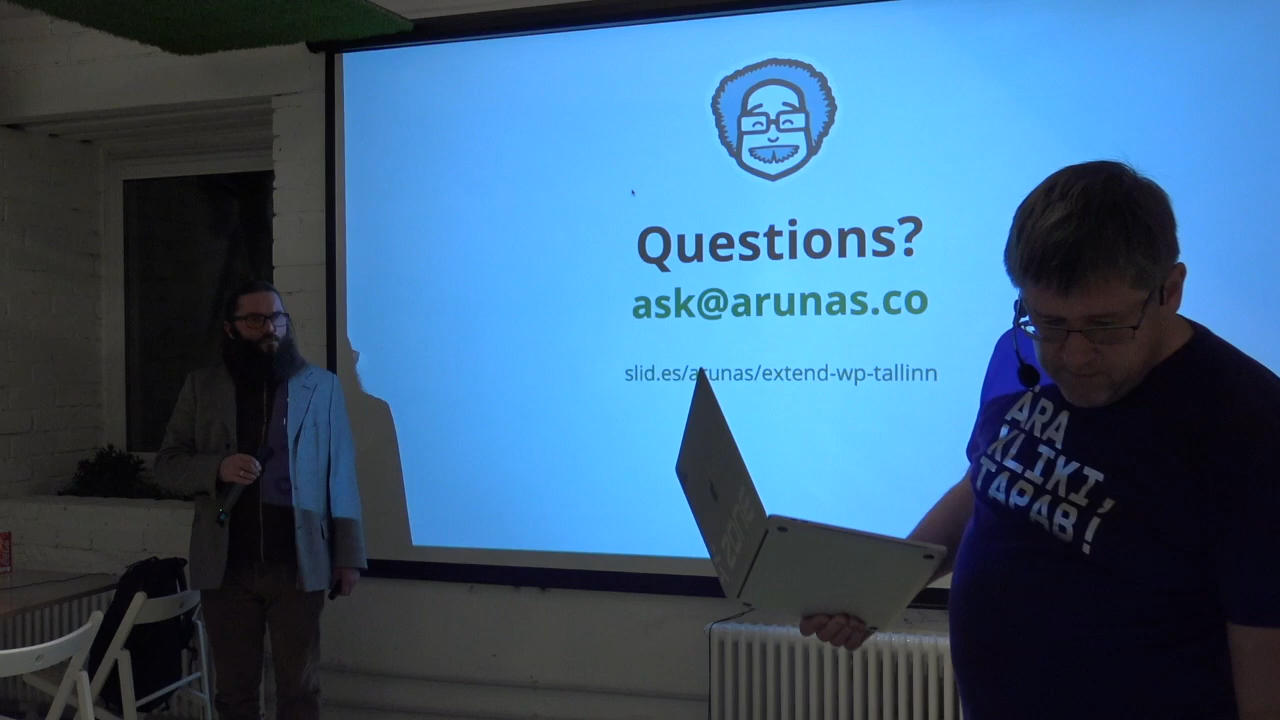 Questions?
ask@arunas.co
slid.es/arunas/extend-wp-tallinn
ÄRA
KLIKI,
TAPAB!